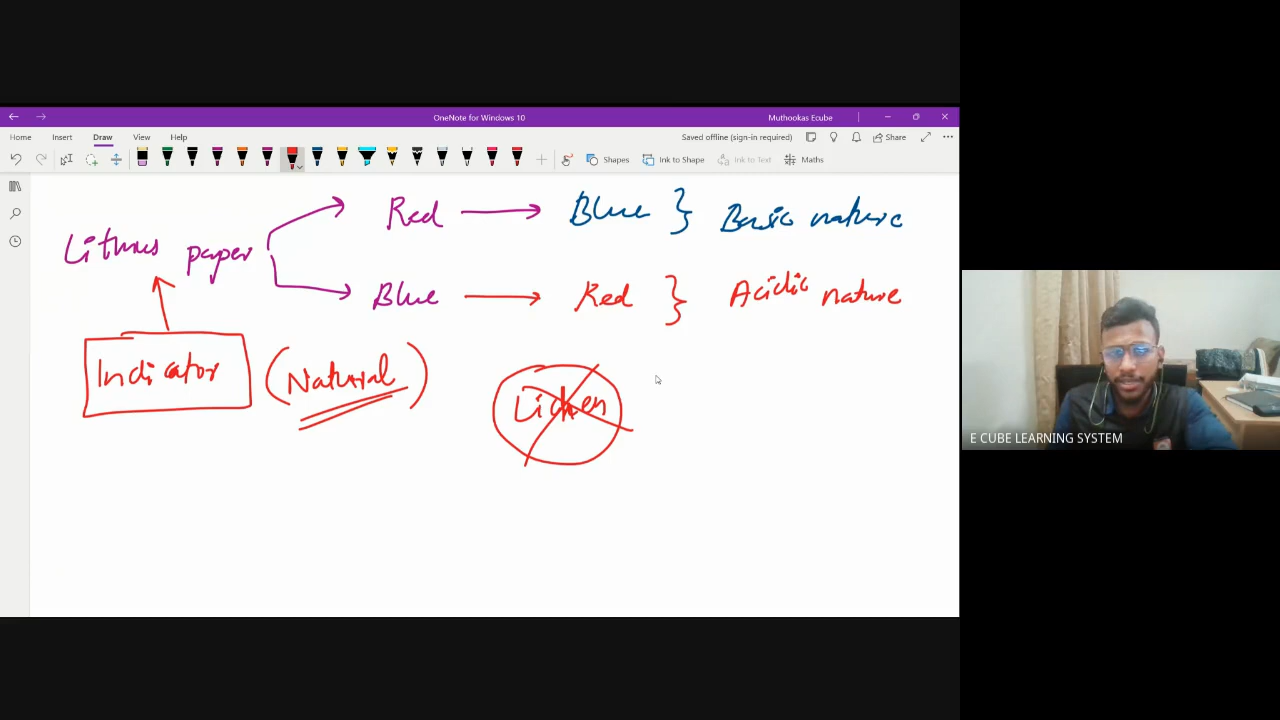 OneNote for Windows 10
Muthookas Ecube
Home Insert Draw View Help
Saved offline (sign-in required)
Share
Shapes
Ink to Shape
Ink to Text
Maths
Red → Blue } Basic nature
Litmus paper
Blue → Red } Acidic nature
Indicator (Natural)
Lichen
E CUBE LEARNING SYSTEM